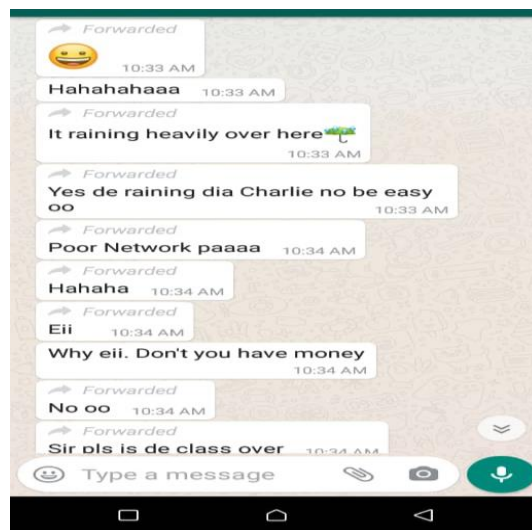 Forwarded
😀 10:33 AM
Hahahahaaa 10:33 AM
Forwarded
It raining heavily over here☔
10:33 AM
Forwarded
Yes de raining dia Charlie no be easy
oo 10:33 AM
Forwarded
Poor Network paaaa 10:34 AM
Forwarded
Hahaha 10:34 AM
Forwarded
Eii 10:34 AM
Why eii. Don't you have money
10:34 AM
Forwarded
No oo 10:34 AM
Forwarded
Sir pls is de class over 10:34 AM
Type a message